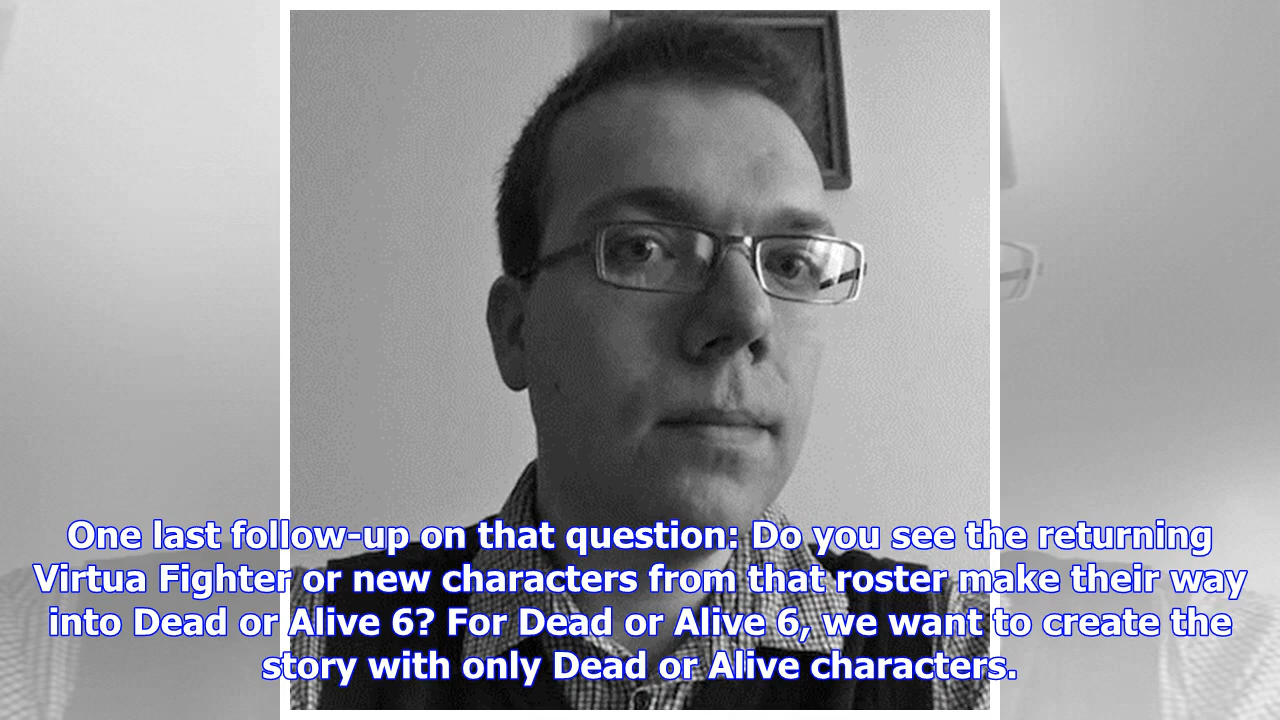 One last follow-up on that question: Do you see the returning
Virtua Fighter or new characters from that roster make their way
into Dead or Alive 6? For Dead or Alive 6, we want to create the
story with only Dead or Alive characters.